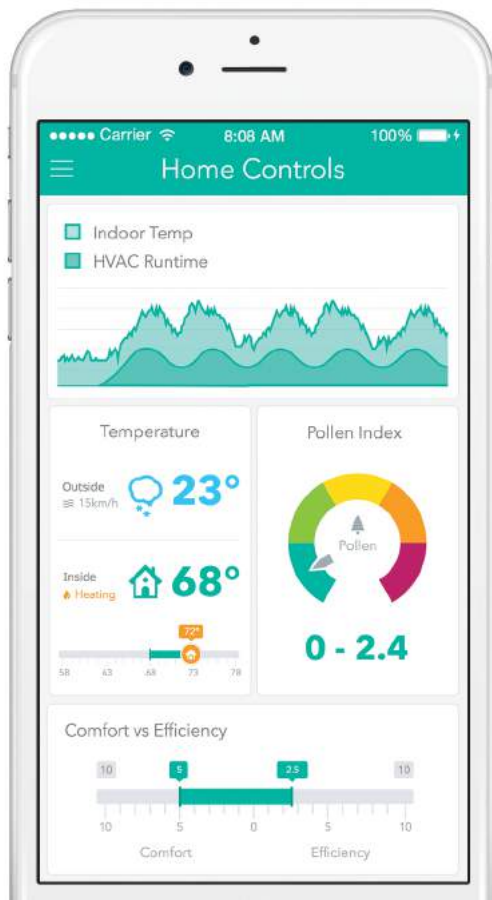 Carrier 8:08 AM 100%
Home Controls
Indoor Temp
HVAC Runtime
Temperature
Outside
15km/h
23°
Inside
Heating
68°
72°
58 63 68 73 78
Pollen Index
Pollen
0 - 2.4
Comfort vs Efficiency
10 5 2.5 10
10 5 0 5 10
Comfort Efficiency